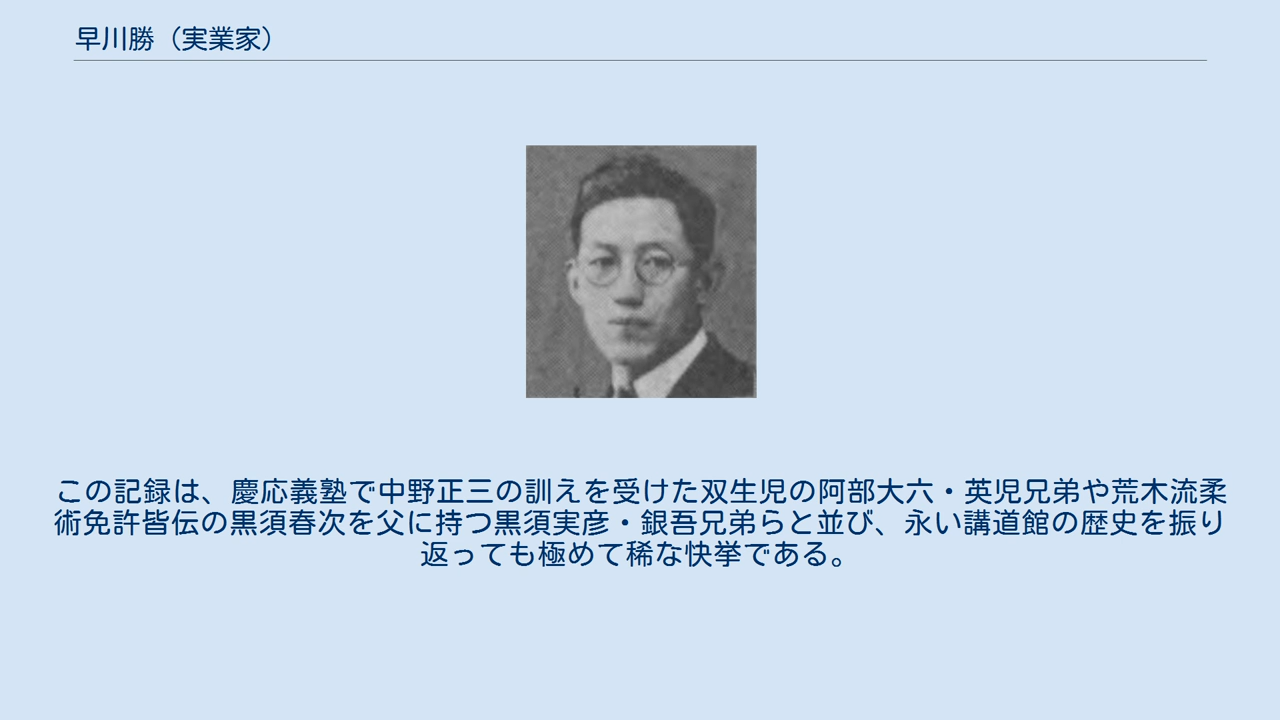 早川勝（実業家）
この記録は、慶応義塾で中野正三の訓えを受けた双生児の阿部大六・英児兄弟や荒木流柔
術免許皆伝の黒須春次を父に持つ黒須実彦・銀吾兄弟らと並び、永い講道館の歴史を振り
返っても極めて稀な快挙である。